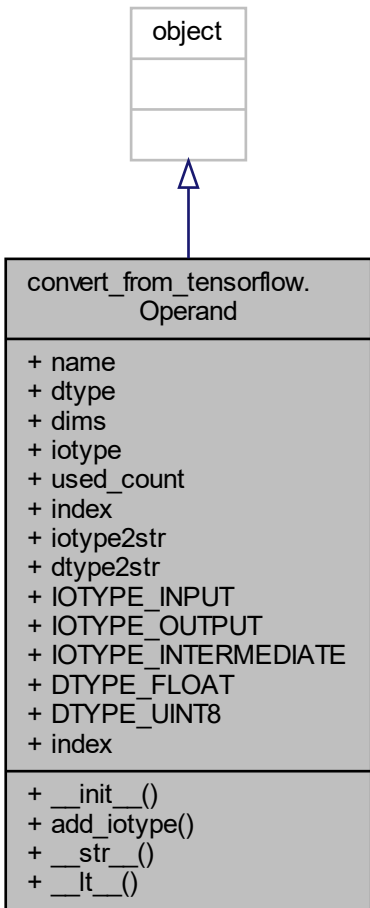 object
convert_from_tensorflow.
Operand
+ name
+ dtype
+ dims
+ iotype
+ used_count
+ index
+ iotype2str
+ dtype2str
+ IOTYPE_INPUT
+ IOTYPE_OUTPUT
+ IOTYPE_INTERMEDIATE
+ DTYPE_FLOAT
+ DTYPE_UINT8
+ index
+ __init__()
+ add_iotype()
+ __str__()
+ __lt__()